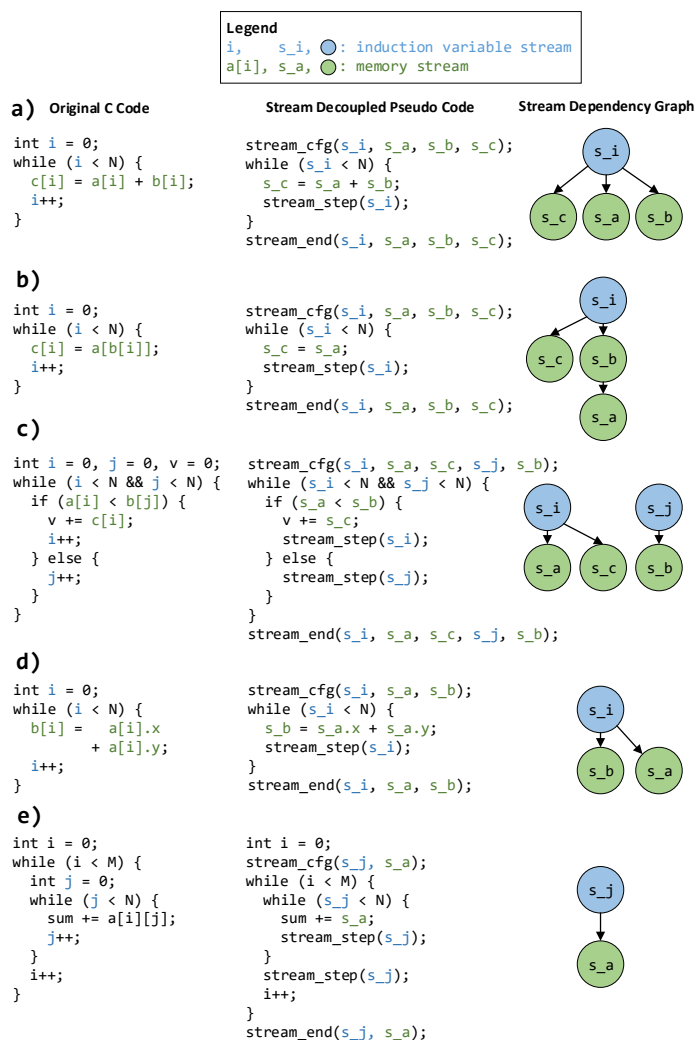 Legend
i, s_i, : induction variable stream
a[i], s_a, : memory stream
a) Original C Code Stream Decoupled Pseudo Code Stream Dependency Graph
int i = 0;
while (i < N) {
c[i] = a[i] + b[i];
i++;
}
stream_cfg(s_i, s_a, s_b, s_c);
while (s_i < N) {
s_c = s_a + s_b;
stream_step(s_i);
}
stream_end(s_i, s_a, s_b, s_c);
s_i
s_c s_a s_b
b)
int i = 0;
while (i < N) {
c[i] = a[b[i]];
i++;
}
stream_cfg(s_i, s_a, s_b, s_c);
while (s_i < N) {
s_c = s_a;
stream_step(s_i);
}
stream_end(s_i, s_a, s_b, s_c);
s_i
s_c s_b
s_a
c)
int i = 0, j = 0, v = 0;
while (i < N && j < N) {
if (a[i] < b[j]) {
v += c[i];
i++;
} else {
j++;
}
}
stream_cfg(s_i, s_a, s_c, s_j, s_b);
while (s_i < N && s_j < N) {
if (s_a < s_b) {
v += s_c;
stream_step(s_i);
} else {
stream_step(s_j);
}
}
stream_end(s_i, s_a, s_c, s_j, s_b);
s_i s_j
s_a s_c s_b
d)
int i = 0;
while (i < N) {
b[i] = a[i].x
+ a[i].y;
i++;
}
stream_cfg(s_i, s_a, s_b);
while (s_i < N) {
s_b = s_a.x + s_a.y;
stream_step(s_i);
}
stream_end(s_i, s_a, s_b);
s_i
s_b s_a
e)
int i = 0;
while (i < M) {
int j = 0;
while (j < N) {
sum += a[i][j];
j++;
}
i++;
}
int i = 0;
stream_cfg(s_j, s_a);
while (i < M) {
while (s_j < N) {
sum += s_a;
stream_step(s_j);
}
stream_step(s_j);
i++;
}
stream_end(s_j, s_a);
s_j
s_a